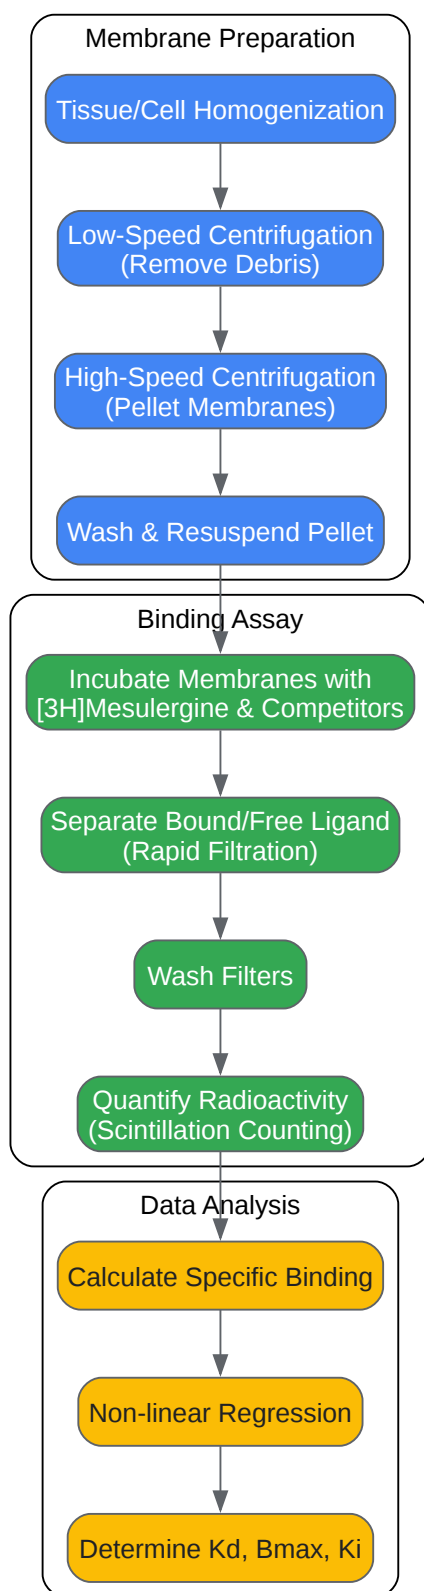 Membrane Preparation
Tissue/Cell Homogenization
Low-Speed Centrifugation
(Remove Debris)
High-Speed Centrifugation
(Pellet Membranes)
Wash & Resuspend Pellet
Binding Assay
Incubate Membranes with
[3H]Mesulergine & Competitors
Separate Bound/Free Ligand
(Rapid Filtration)
Wash Filters
Quantify Radioactivity
(Scintillation Counting)
Data Analysis
Calculate Specific Binding
Non-linear Regression
Determine Kd, Bmax, Ki